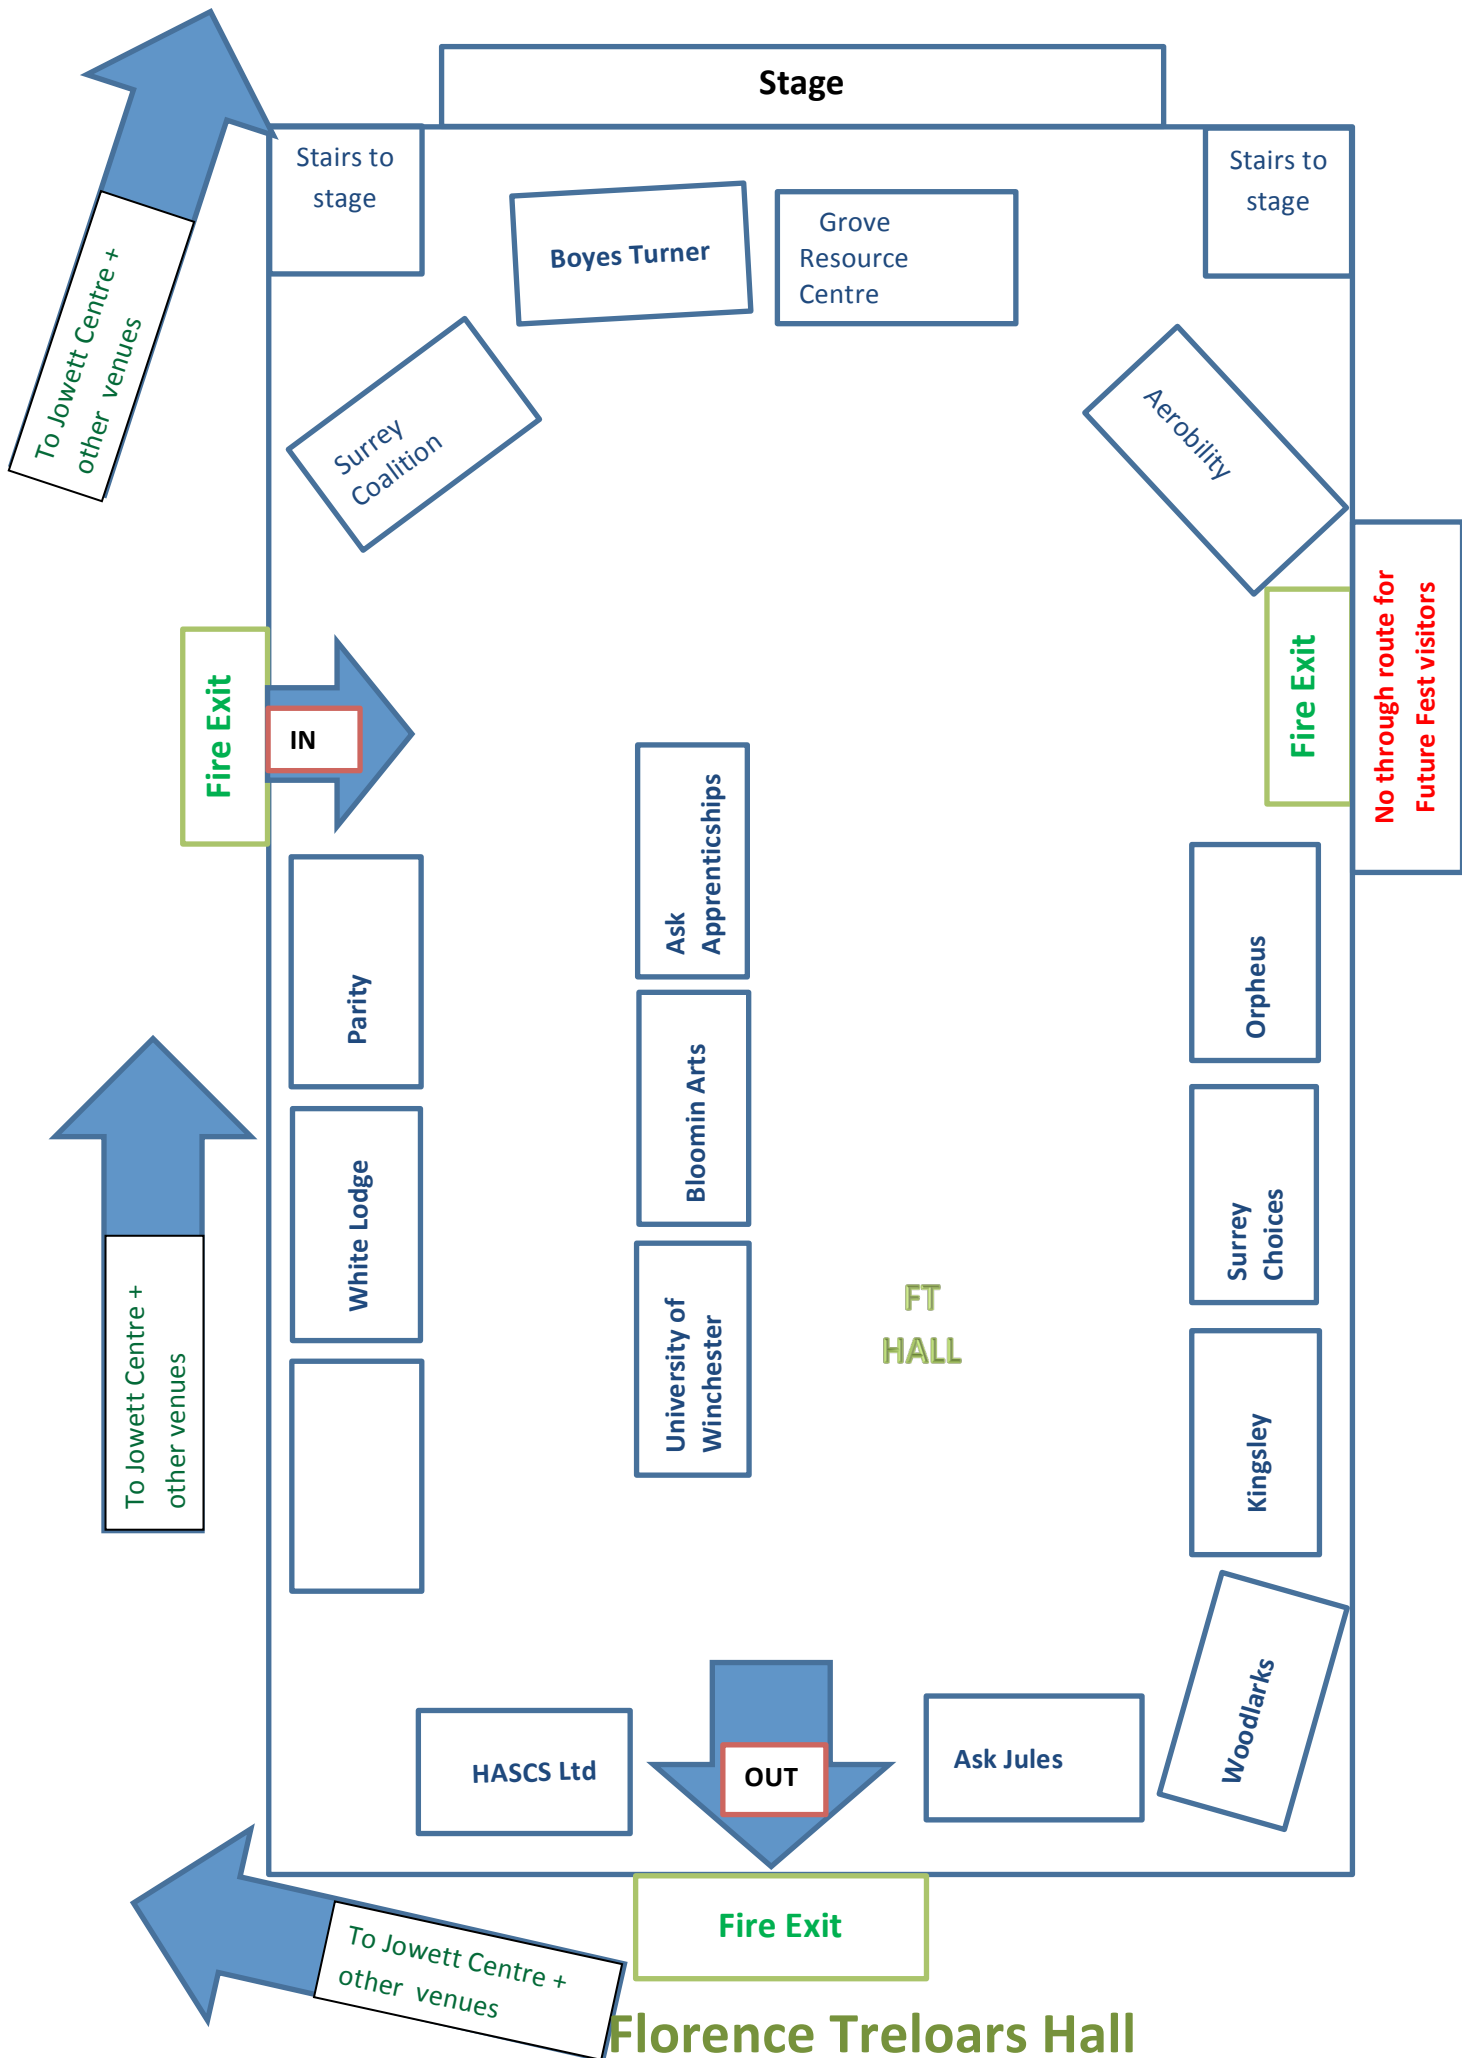 Stage
Stairs to
stage
Stairs to
stage
Boyes Turner
Grove
Resource
Centre
To Jowett Centre +
other venues
Surrey
Coalition
Aerobility
Fire Exit
IN
Fire Exit
No through route for
Future Fest visitors
Ask
Apprenticships
Parity
Orpheus
Bloomin Arts
White Lodge
Surrey
Choices
University of
Winchester
FT
HALL
To Jowett Centre +
other venues
Kingsley
Woodlarks
HASCS Ltd
OUT
Ask Jules
Fire Exit
To Jowett Centre +
other venues
Florence Treloars Hall